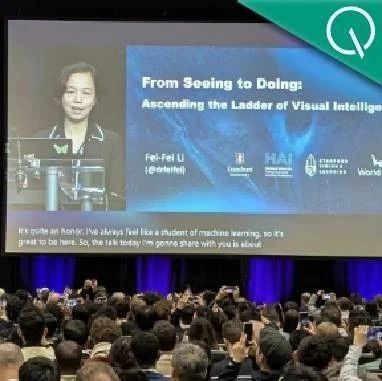 From Seeing to Doing:
Ascending the Ladder of Visual Intellige
Fei-Fei Li
(@drfeifei)
HAI
STANFORD
World
It's quite an honor. I've always feel like a student of machine learning, so it's
great to be here. So, the talk today I'm gonna share with you is about